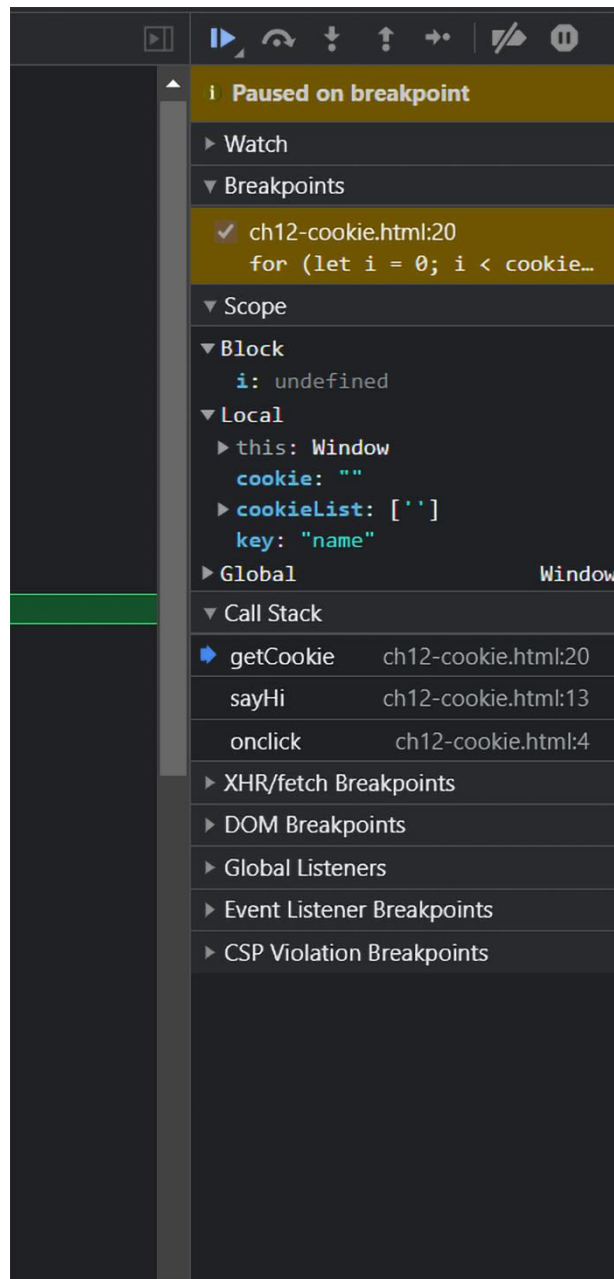 Paused on breakpoint
Watch
Breakpoints
ch12-cookie.html:20
for (let i = 0; i < cookie…
Scope
Block
i: undefined
Local
this: Window
cookie: ""
cookieList: ['']
key: "name"
Global Window
Call Stack
getCookie ch12-cookie.html:20
sayHi ch12-cookie.html:13
onclick ch12-cookie.html:4
XHR/fetch Breakpoints
DOM Breakpoints
Global Listeners
Event Listener Breakpoints
CSP Violation Breakpoints